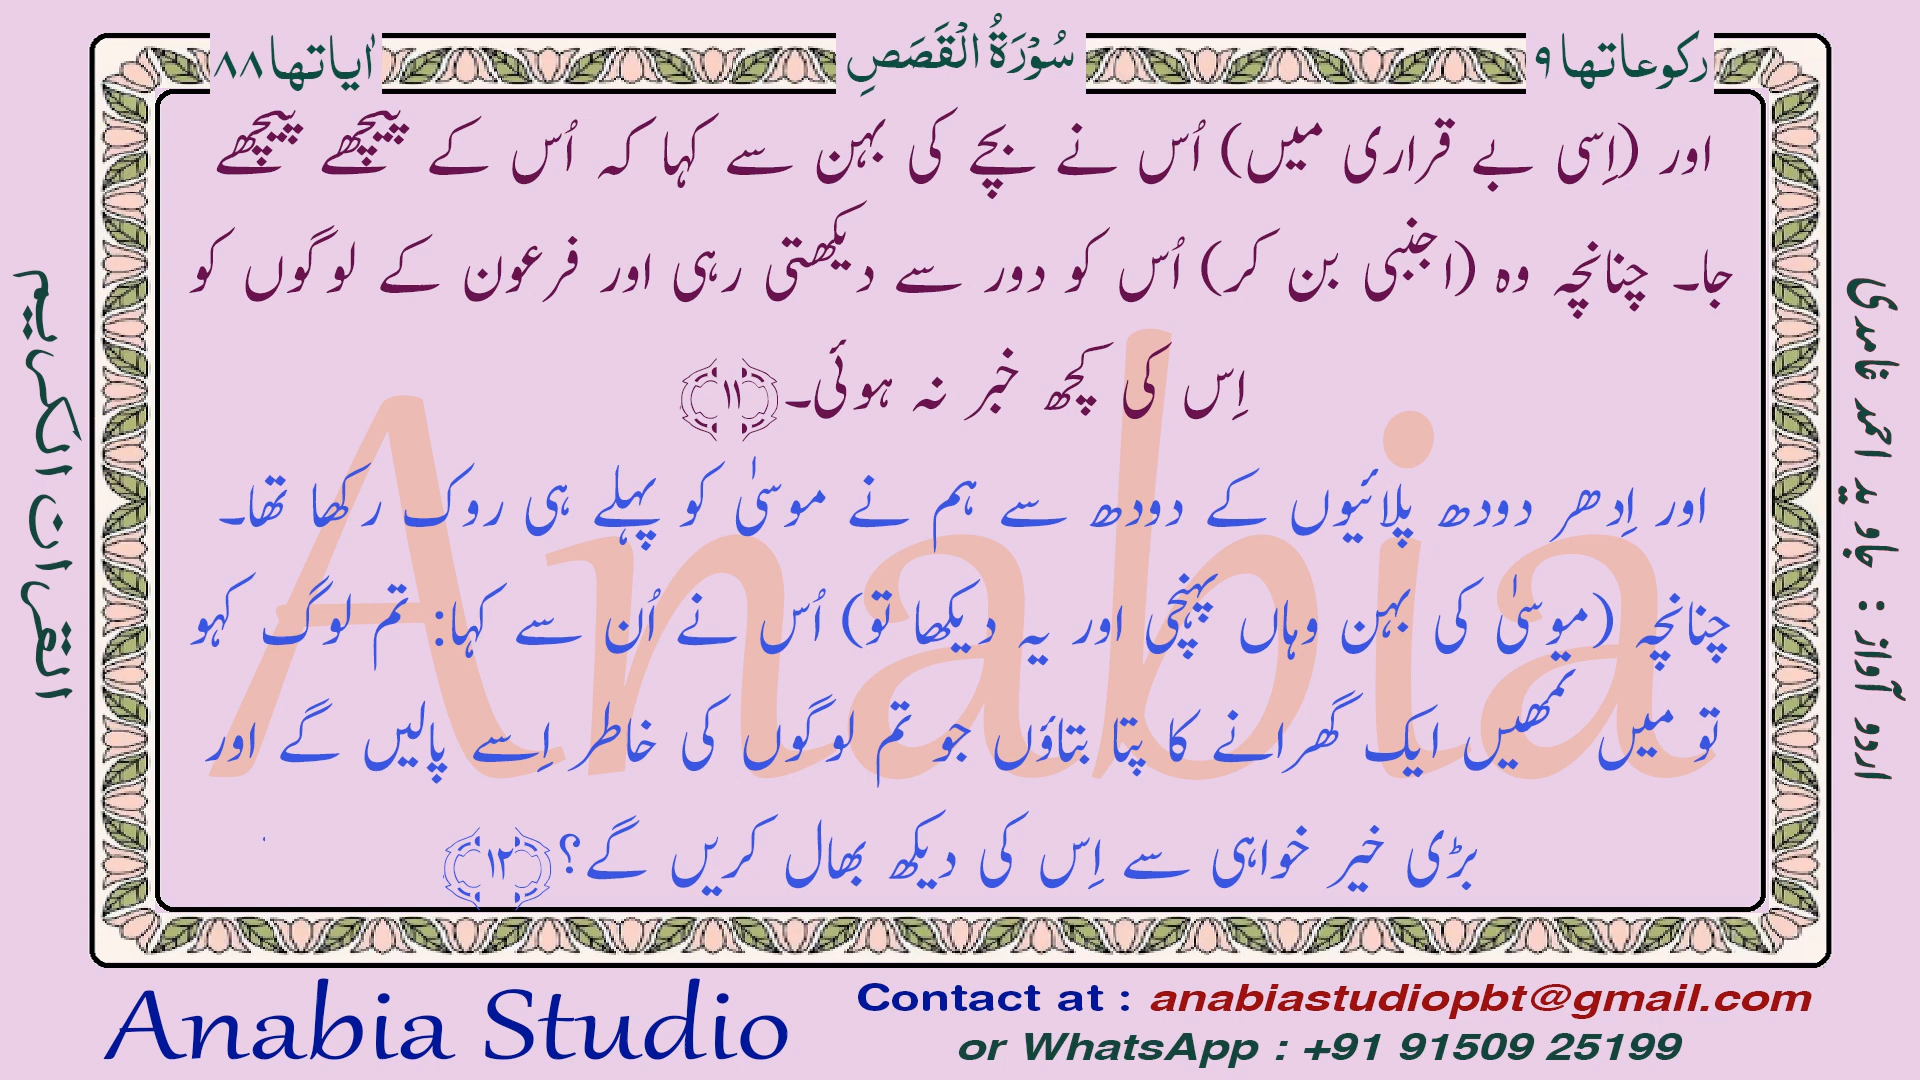 رکوعاتها ۹
سُوۡرَةُ الۡقَصَصِ
اٰیاتها ۸۸
اور (اِسی بے قراری میں) اُس نے بچے کی بہن سے کہا کہ اُس کے پیچھے پیچھے
جا۔ چنانچہ وہ (اجنبی بن کر) اُس کو دور سے دیکھتی رہی اور فرعون کے لوگوں کو
اِس کی کچھ خبر نہ ہوئی۔﴿۱۱﴾
اور اِدھر دودھ پلائیوں کے دودھ سے ہم نے موسیٰ کو پہلے ہی روک رکھا تھا۔
چنانچہ (موسیٰ کی بہن وہاں پہنچی اور یہ دیکھا تو) اُس نے اُن سے کہا: تم لوگ کہو
تو میں تمھیں ایک گھرانے کا پتا بتاؤں جو تم لوگوں کی خاطر اِسے پالیں گے اور
بڑی خیر خواہی سے اِس کی دیکھ بھال کریں گے؟﴿۱۲﴾
اردو آواز : جاوید احمد غامدی
القرآن الکریم
Anabia
Anabia Studio
Contact at : anabiastudiopbt@gmail.com
or WhatsApp : +91 91509 25199